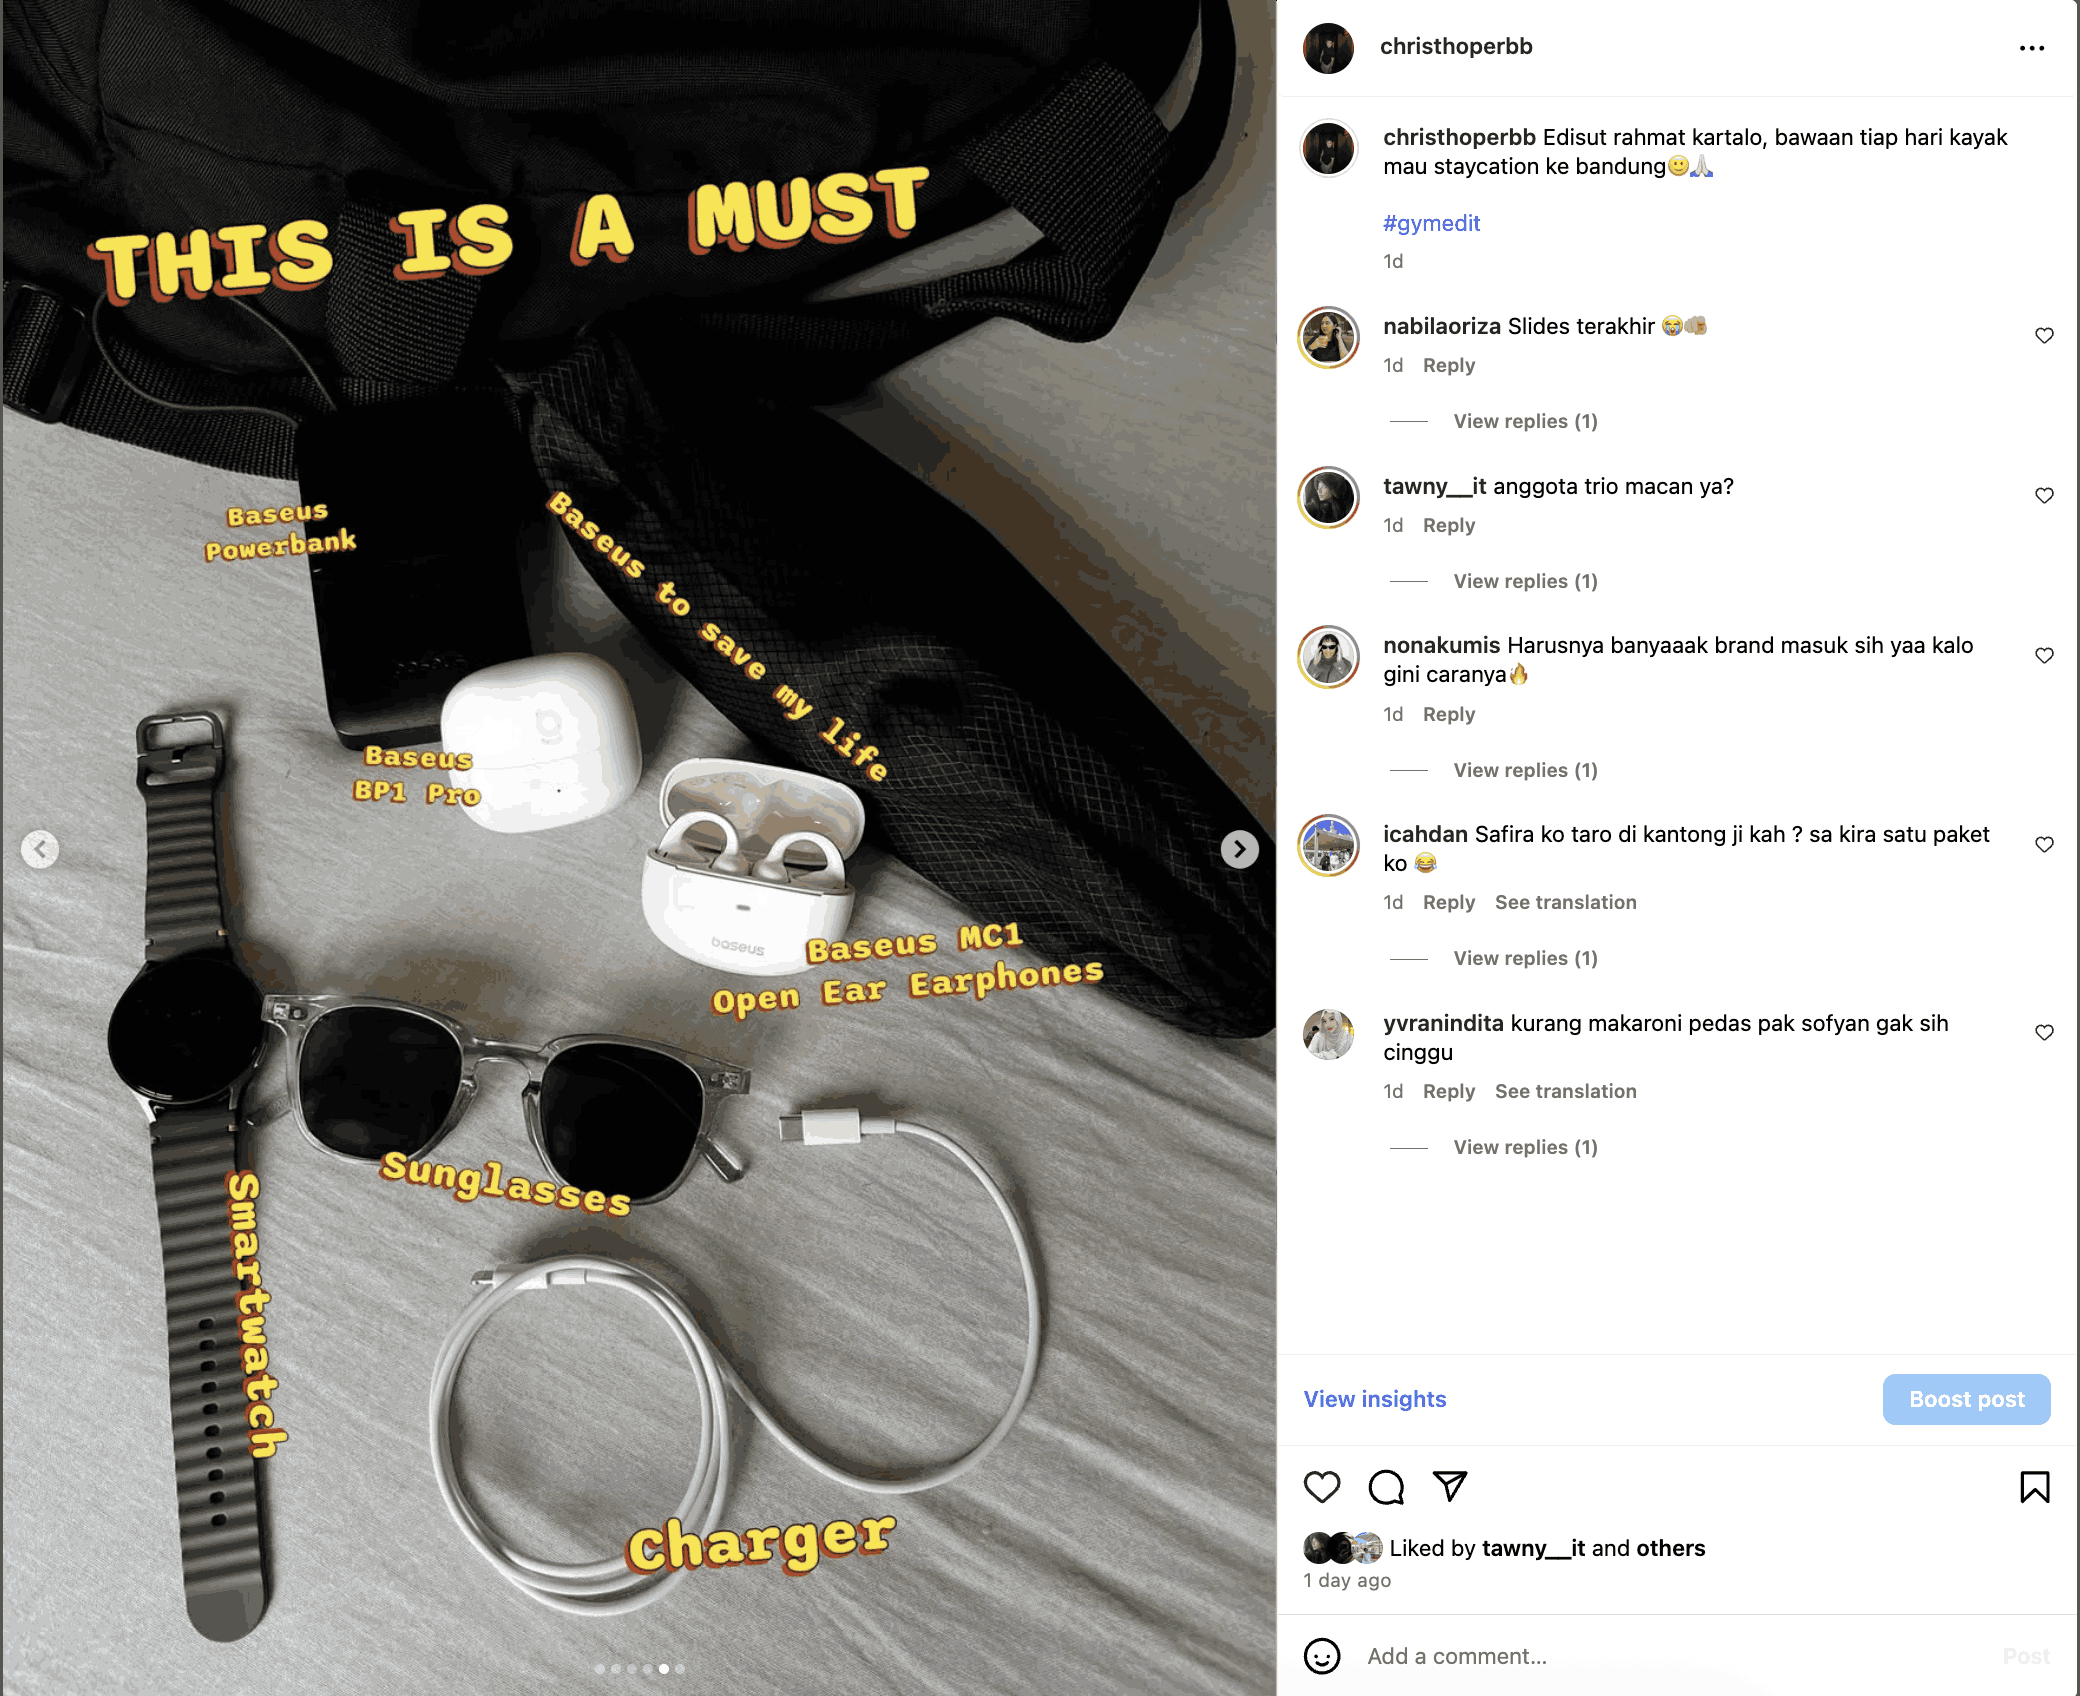 THIS IS A MUST
Baseus
Powerbank
Baseus to save my life
Baseus
BP1 Pro
baseus
Baseus MC1
Open Ear Earphones
Sunglasses
Smartwatch
Charger
christhoperbb
christhoperbb Edisut rahmat kartalo, bawaan tiap hari kayak
mau staycation ke bandung🙂🙏🏻
#gymedit
1d
nabilaoriza Slides terakhir 😭🫵🏼
1d Reply
View replies (1)
tawny__it anggota trio macan ya?
1d Reply
View replies (1)
nonakumis Harusnya banyaaak brand masuk sih yaa kalo
gini caranya🔥
1d Reply
View replies (1)
icahdan Safira ko taro di kantong ji kah ? sa kira satu paket
ko 😂
1d Reply See translation
View replies (1)
yvranindita kurang makaroni pedas pak sofyan gak sih
cinggu
1d Reply See translation
View replies (1)
View insights
Boost post
Liked by tawny__it and others
1 day ago
Add a comment...
Post